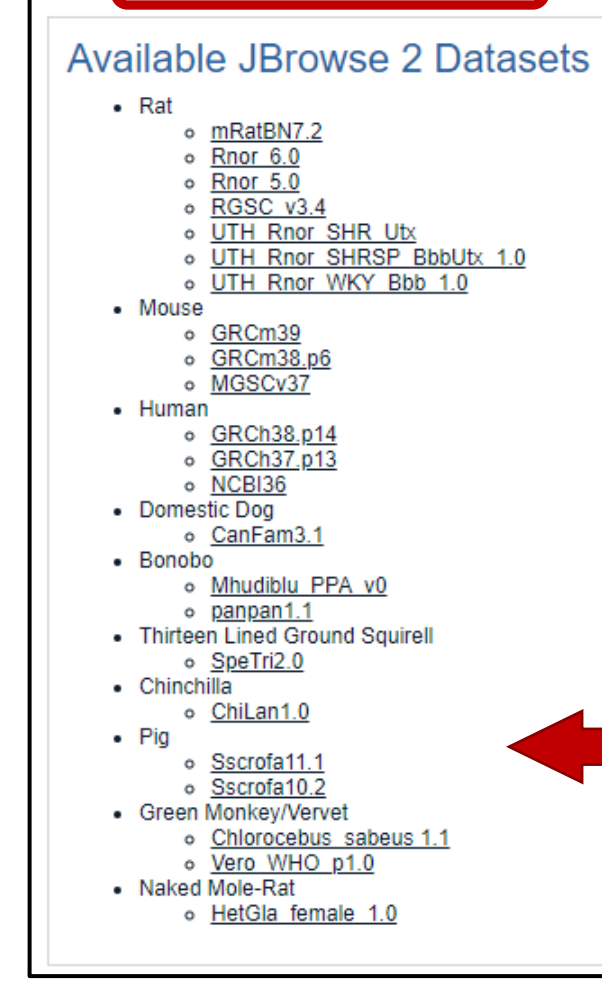 Available JBrowse 2 Datasets
Rat
mRatBN7.2
Rnor_6.0
Rnor_5.0
RGSC_v3.4
UTH_Rnor_SHR_Utx
UTH_Rnor_SHRSP_BbbUtx_1.0
UTH_Rnor_WKY_Bbb_1.0
Mouse
GRCm39
GRCm38.p6
MGSCv37
Human
GRCh38.p14
GRCh37.p13
NCBI36
Domestic Dog
CanFam3.1
Bonobo
Mhudiblu_PPA_v0
panpan1.1
Thirteen Lined Ground Squirell
SpeTri2.0
Chinchilla
ChiLan1.0
Pig
Sscrofa11.1
Sscrofa10.2
Green Monkey/Vervet
Chlorocebus_sabeus 1.1
Vero_WHO_p1.0
Naked Mole-Rat
HetGla_female_1.0